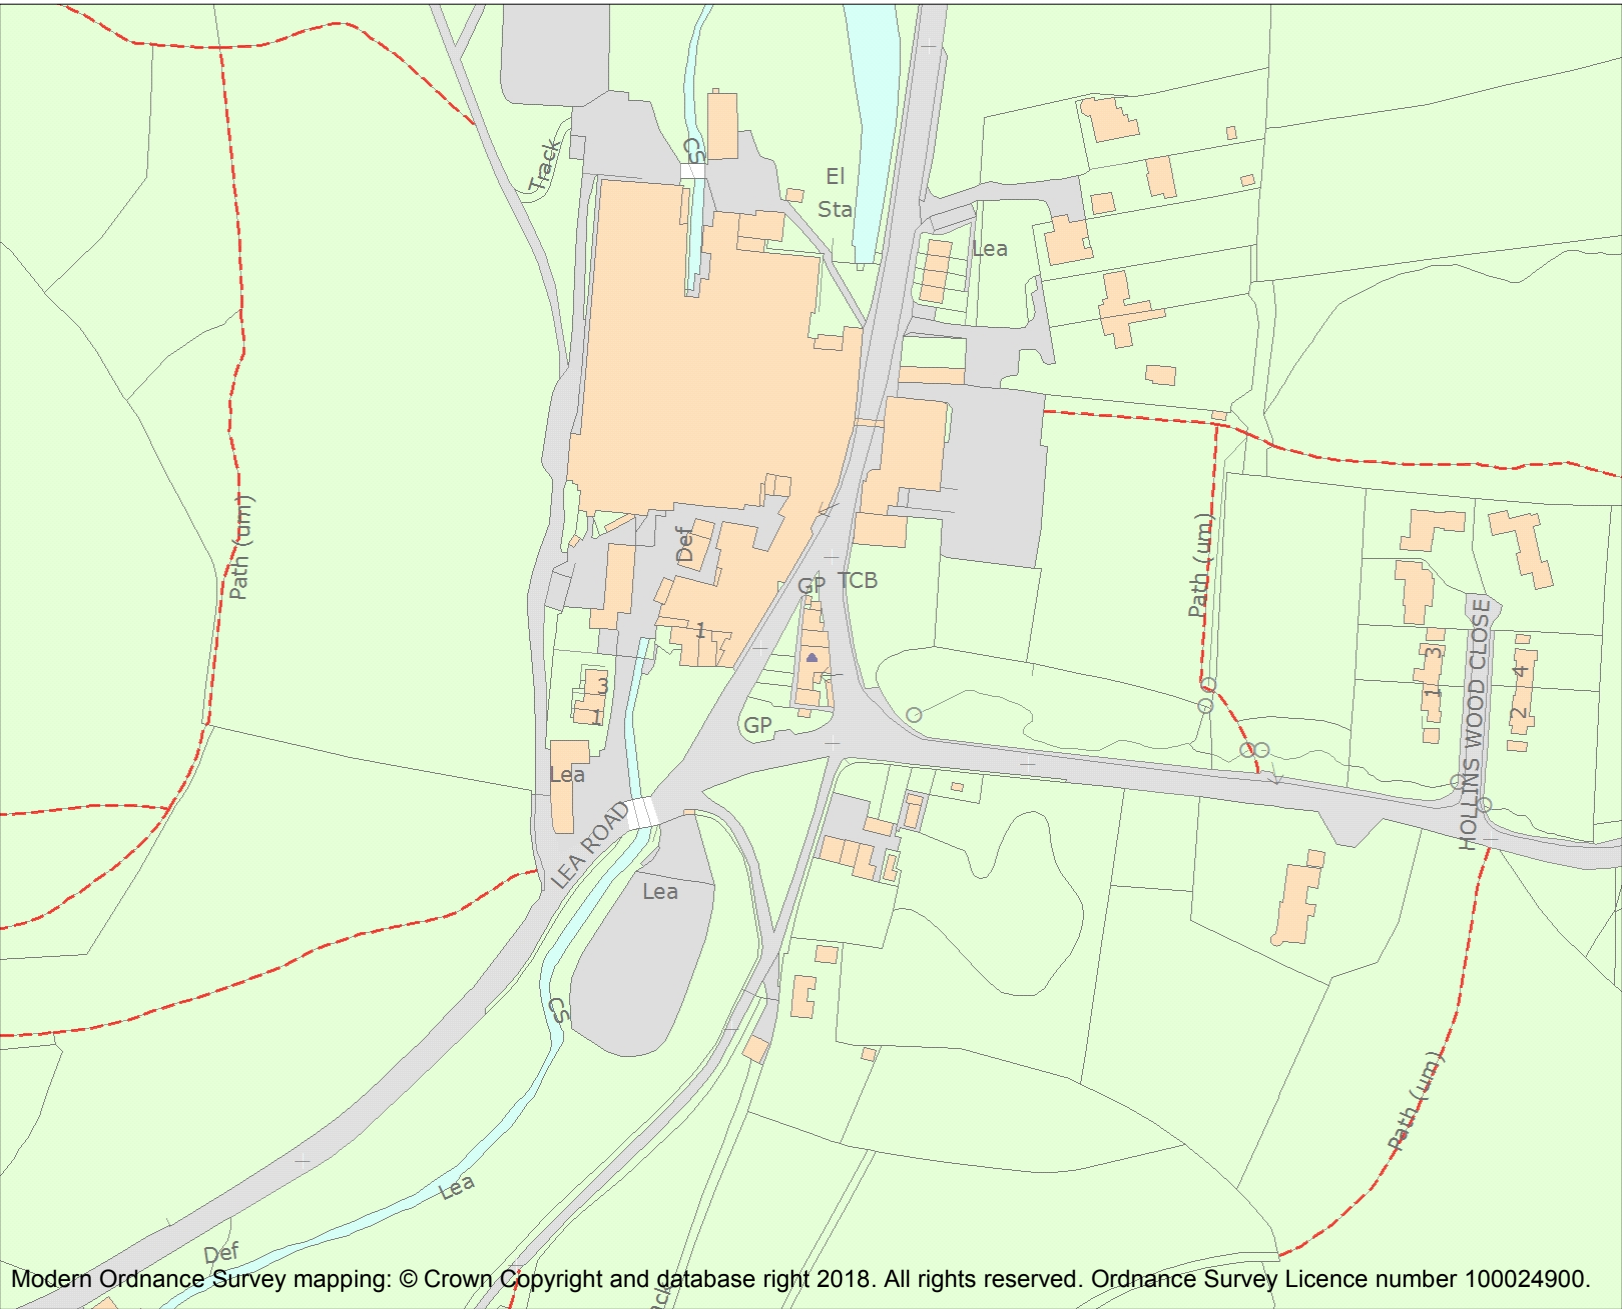 CS
Track
El
Sta
Lea
Path (um)
Def
GP
TCB
Path (um)
1
3
1
GP
Lea
LEA ROAD
Lea
HOLLINS WOOD CLOSE
3
1
4
2
CS
Path (um)
Lea
Def
Modern Ordnance Survey mapping: © Crown Copyright and database right 2018. All rights reserved. Ordnance Survey Licence number 100024900.